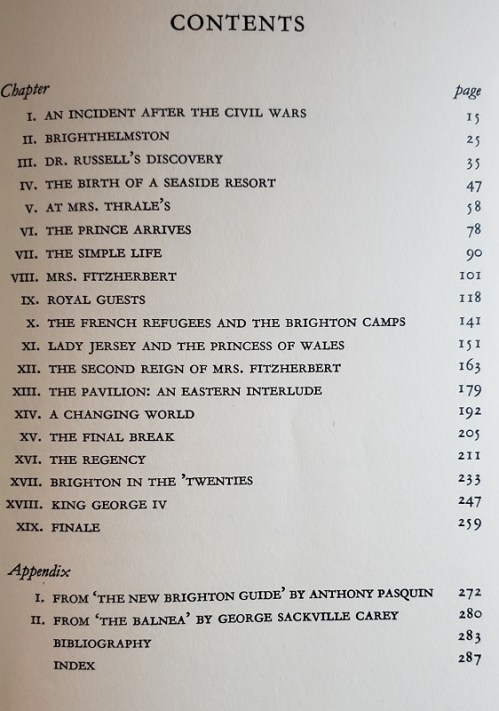 CONTENTS
Chapter page
I. AN INCIDENT AFTER THE CIVIL WARS 15
II. BRIGHTHELMSTON 25
III. DR. RUSSELL'S DISCOVERY 35
IV. THE BIRTH OF A SEASIDE RESORT 47
V. AT MRS. THRALE'S 58
VI. THE PRINCE ARRIVES 78
VII. THE SIMPLE LIFE 90
VIII. MRS. FITZHERBERT 101
IX. ROYAL GUESTS 118
X. THE FRENCH REFUGEES AND THE BRIGHTON CAMPS 141
XI. LADY JERSEY AND THE PRINCESS OF WALES 151
XII. THE SECOND REIGN OF MRS. FITZHERBERT 163
XIII. THE PAVILION: AN EASTERN INTERLUDE 179
XIV. A CHANGING WORLD 192
XV. THE FINAL BREAK 205
XVI. THE REGENCY 211
XVII. BRIGHTON IN THE 'TWENTIES 233
XVIII. KING GEORGE IV 247
XIX. FINALE 259
Appendix
I. FROM 'THE NEW BRIGHTON GUIDE' BY ANTHONY PASQUIN 272
II. FROM 'THE BALNEA' BY GEORGE SACKVILLE CAREY 280
BIBLIOGRAPHY 283
INDEX 287